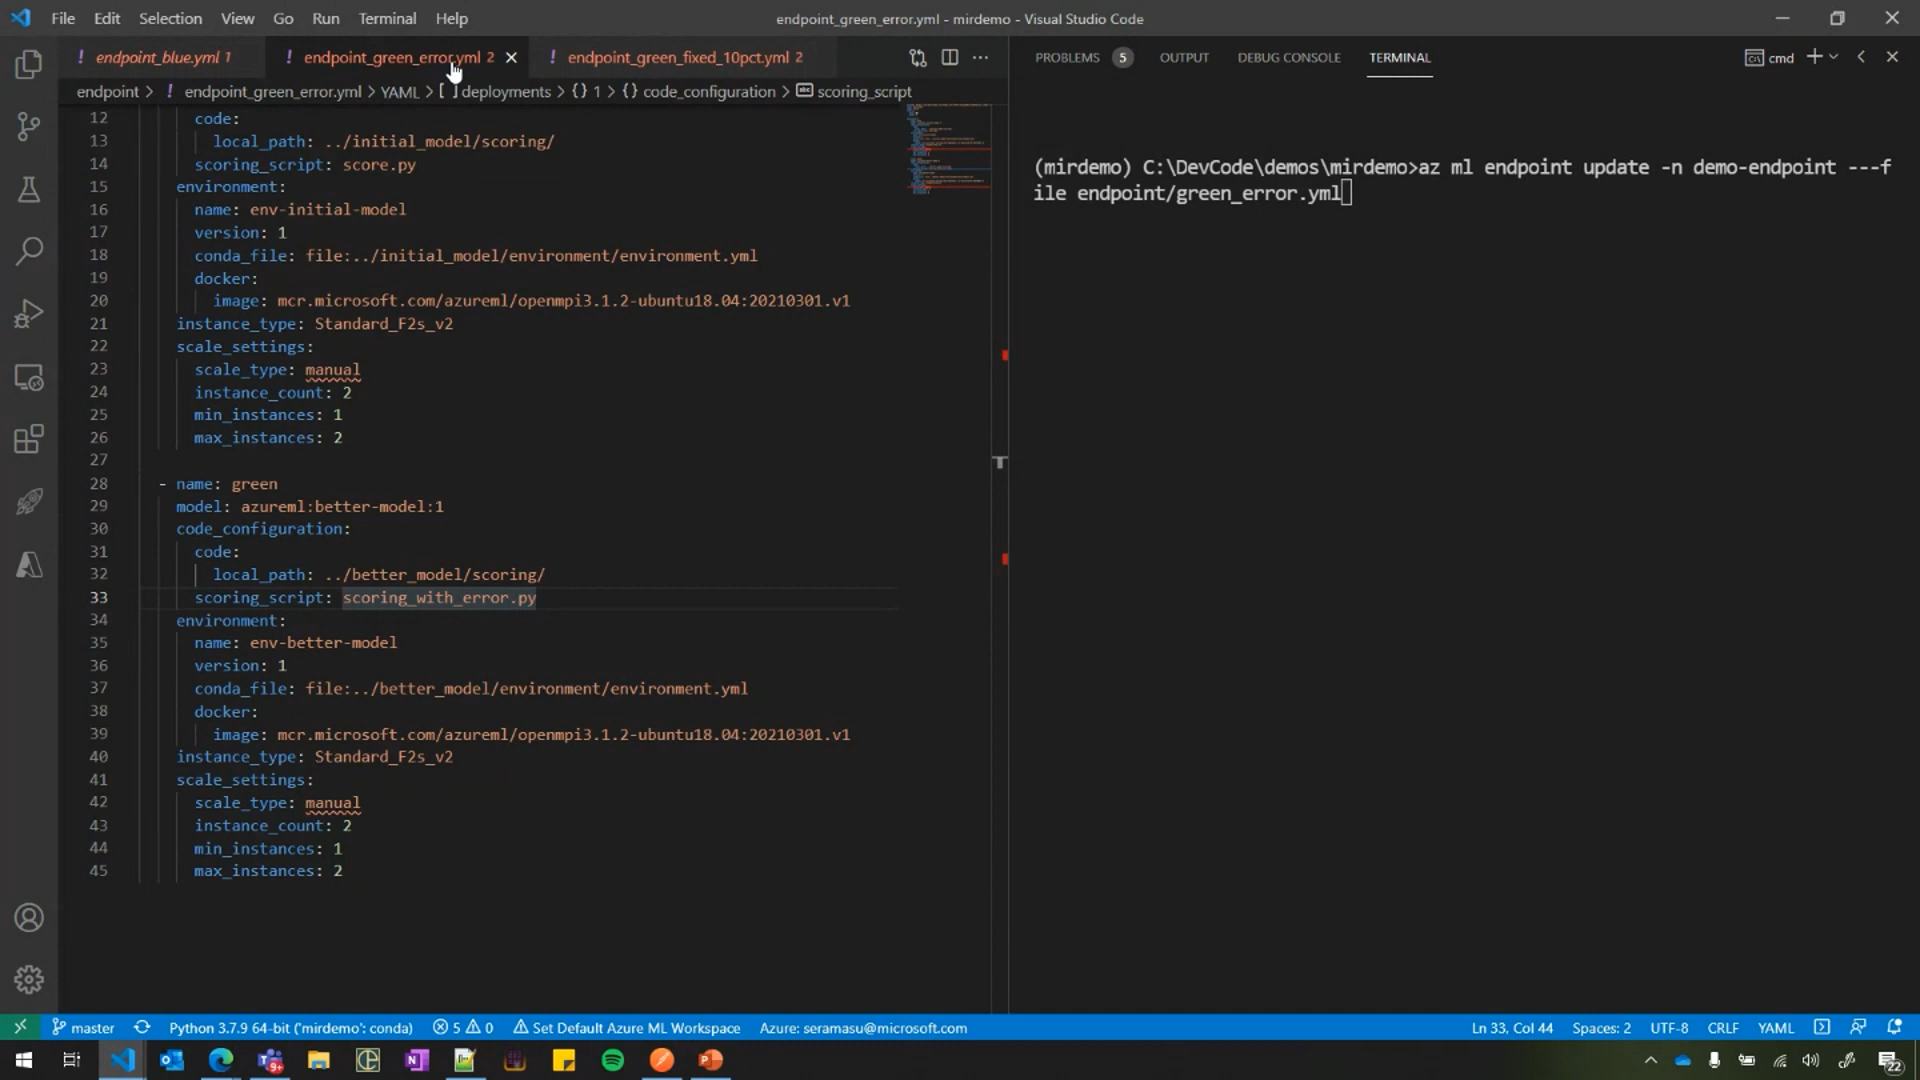 File Edit Selection View Go Run Terminal Help
endpoint_green_error.yml - mirdemo - Visual Studio Code
! endpoint_blue.yml 1
! endpoint_green_error.yml 2
! endpoint_green_fixed_10pct.yml 2
endpoint > ! endpoint_green_error.yml > YAML > [ ] deployments > {} 1 > {} code_configuration > abc scoring_script
12 code:
13 local_path: ../initial_model/scoring/
14 scoring_script: score.py
15 environment:
16 name: env-initial-model
17 version: 1
18 conda_file: file:../initial_model/environment/environment.yml
19 docker:
20 image: mcr.microsoft.com/azureml/openmpi3.1.2-ubuntu18.04:20210301.v1
21 instance_type: Standard_F2s_v2
22 scale_settings:
23 scale_type: manual
24 instance_count: 2
25 min_instances: 1
26 max_instances: 2
27
28 - name: green
29 model: azureml:better-model:1
30 code_configuration:
31 code:
32 local_path: ../better_model/scoring/
33 scoring_script: scoring_with_error.py
34 environment:
35 name: env-better-model
36 version: 1
37 conda_file: file:../better_model/environment/environment.yml
38 docker:
39 image: mcr.microsoft.com/azureml/openmpi3.1.2-ubuntu18.04:20210301.v1
40 instance_type: Standard_F2s_v2
41 scale_settings:
42 scale_type: manual
43 instance_count: 2
44 min_instances: 1
45 max_instances: 2
PROBLEMS 5 OUTPUT DEBUG CONSOLE TERMINAL
cmd
(mirdemo) C:\DevCode\demos\mirdemo>az ml endpoint update -n demo-endpoint ---f
ile endpoint/green_error.yml
master Python 3.7.9 64-bit ('mirdemo': conda) 5 0 Set Default Azure ML Workspace Azure: seramasu@microsoft.com
Ln 33, Col 44 Spaces: 2 UTF-8 CRLF YAML
9+
22